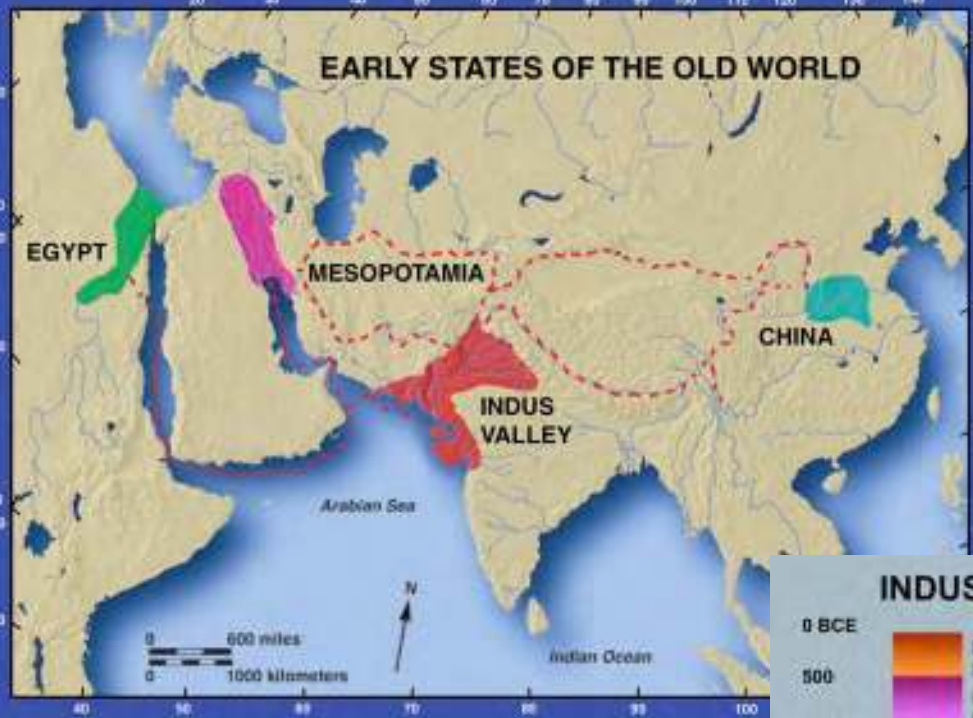 EARLY STATES OF THE OLD WORLD
EGYPT
MESOPOTAMIA
CHINA
INDUS
VALLEY
Arabian Sea
N
0 600 miles
0 1000 kilometers
Indian Ocean
40 50 60 70 80 90 100
INDUS
0 BCE
500